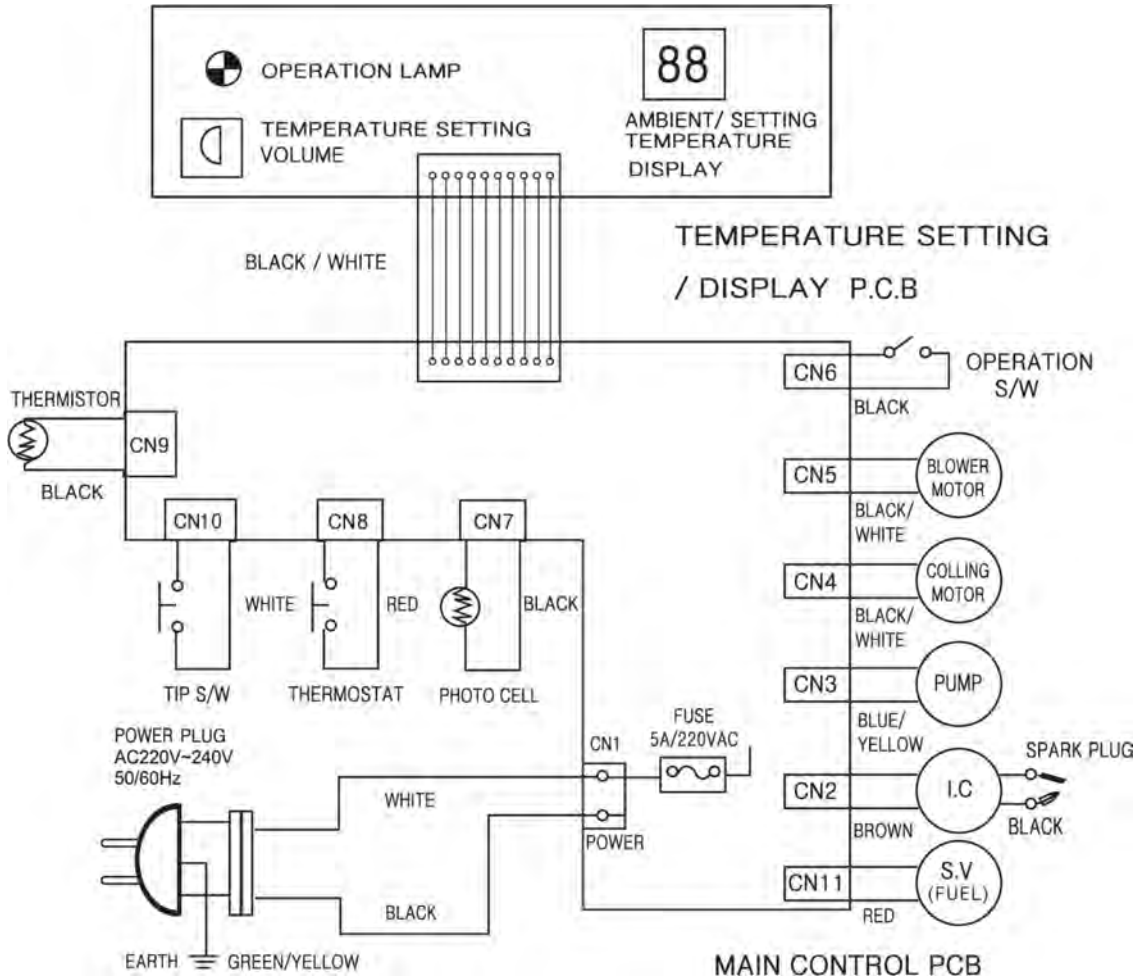 OPERATION LAMP
88
TEMPERATURE SETTING
VOLUME
AMBIENT/ SETTING
TEMPERATURE
DISPLAY
BLACK / WHITE
TEMPERATURE SETTING
/ DISPLAY P.C.B
THERMISTOR
CN9
BLACK
CN10
CN8
CN7
WHITE
RED
BLACK
TIP S/W
THERMOSTAT
PHOTO CELL
CN6
OPERATION
S/W
BLACK
CN5
BLOWER
MOTOR
BLACK/
WHITE
CN4
COLLING
MOTOR
BLACK/
WHITE
CN3
PUMP
BLUE/
YELLOW
CN2
I.C
SPARK PLUG
BROWN
BLACK
CN11
S.V
(FUEL)
RED
POWER PLUG
AC220V~240V
50/60Hz
FUSE
5A/220VAC
CN1
WHITE
POWER
BLACK
EARTH
GREEN/YELLOW
MAIN CONTROL PCB